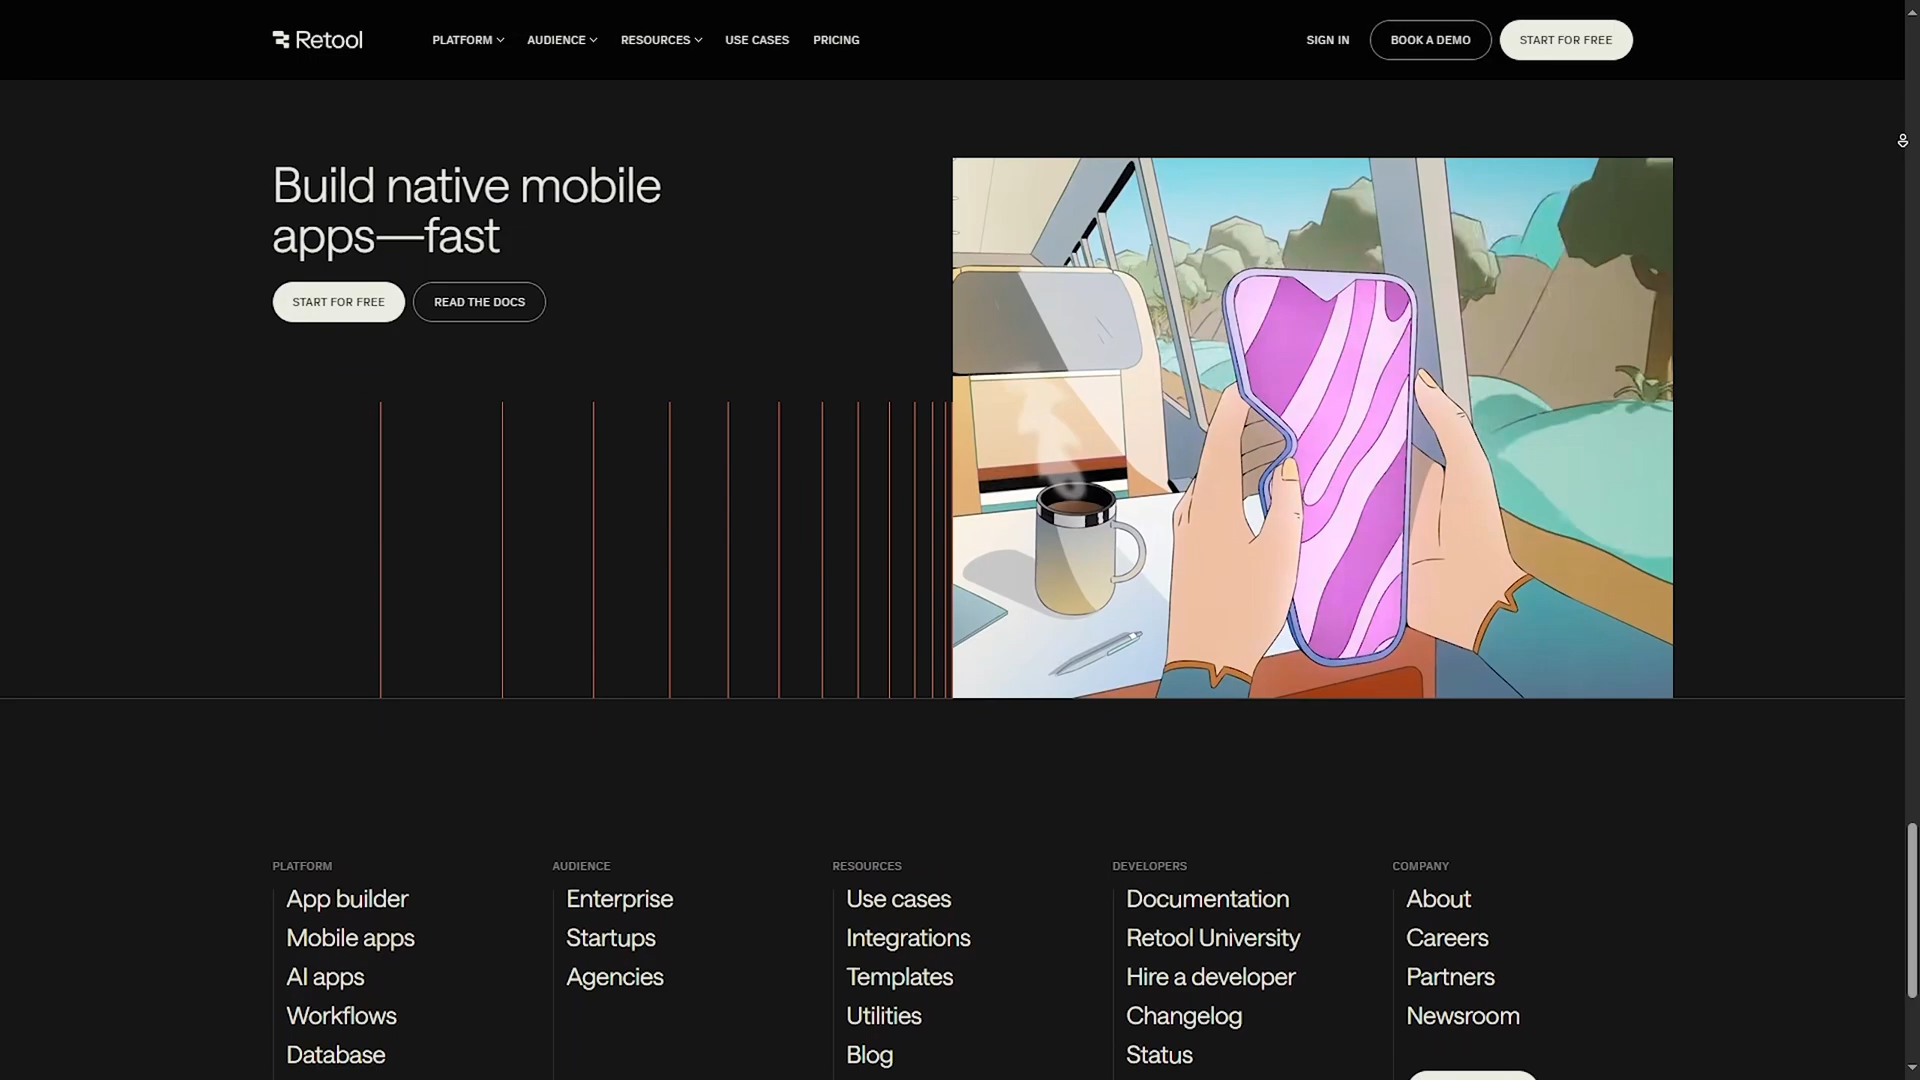 Retool
PLATFORM
AUDIENCE
RESOURCES
USE CASES
PRICING
SIGN IN
BOOK A DEMO
START FOR FREE
Build native mobile
apps—fast
START FOR FREE
READ THE DOCS
PLATFORM
App builder
Mobile apps
AI apps
Workflows
Database
AUDIENCE
Enterprise
Startups
Agencies
RESOURCES
Use cases
Integrations
Templates
Utilities
Blog
DEVELOPERS
Documentation
Retool University
Hire a developer
Changelog
Status
COMPANY
About
Careers
Partners
Newsroom